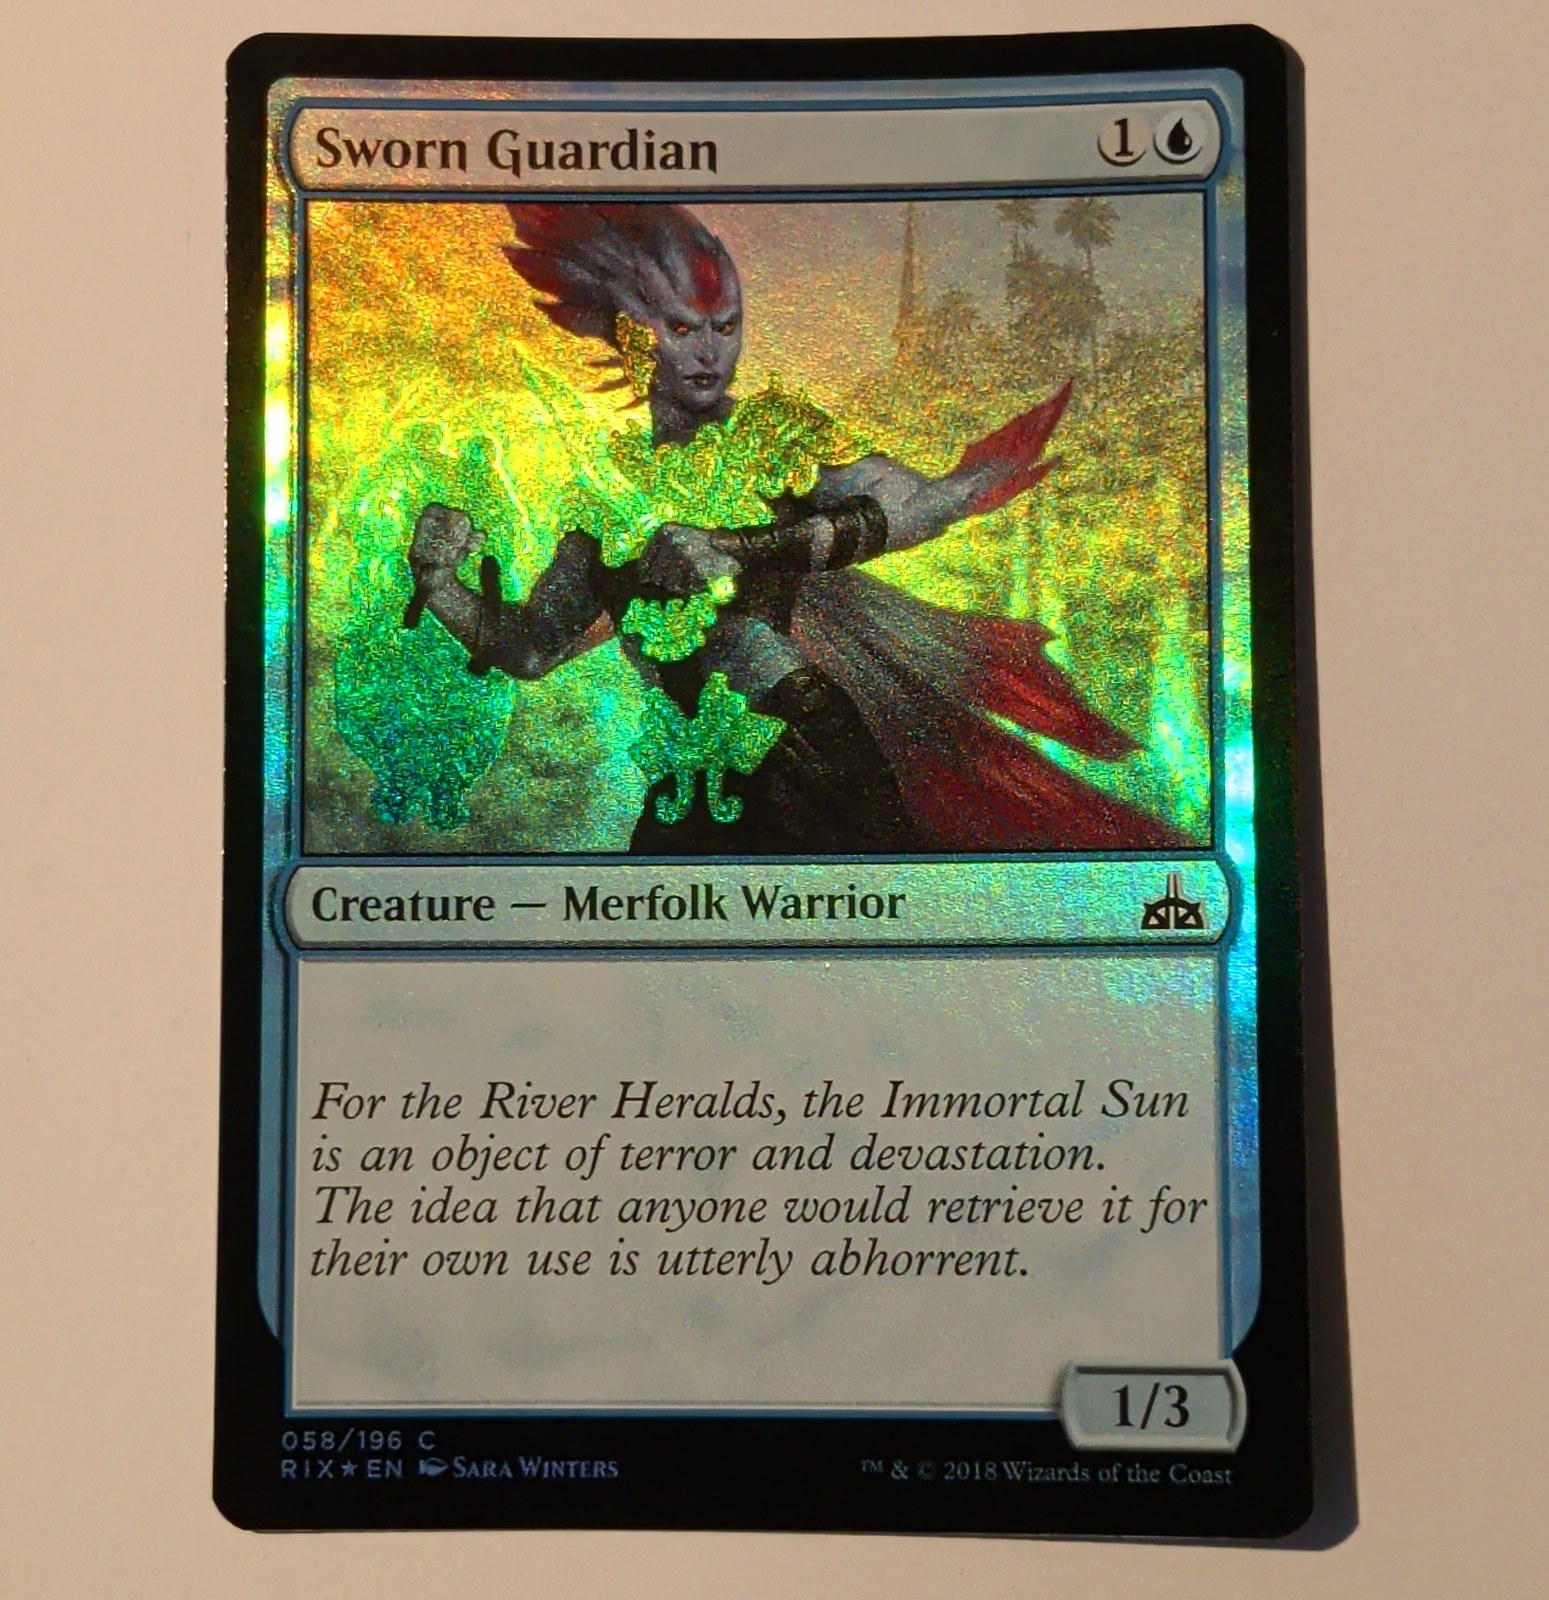 Sworn Guardian 1
Creature — Merfolk Warrior
For the River Heralds, the Immortal Sun
is an object of terror and devastation.
The idea that anyone would retrieve it for
their own use is utterly abhorrent.
1/3
058/196 C
RIX★EN Sara Winters
™ & © 2018 Wizards of the Coast